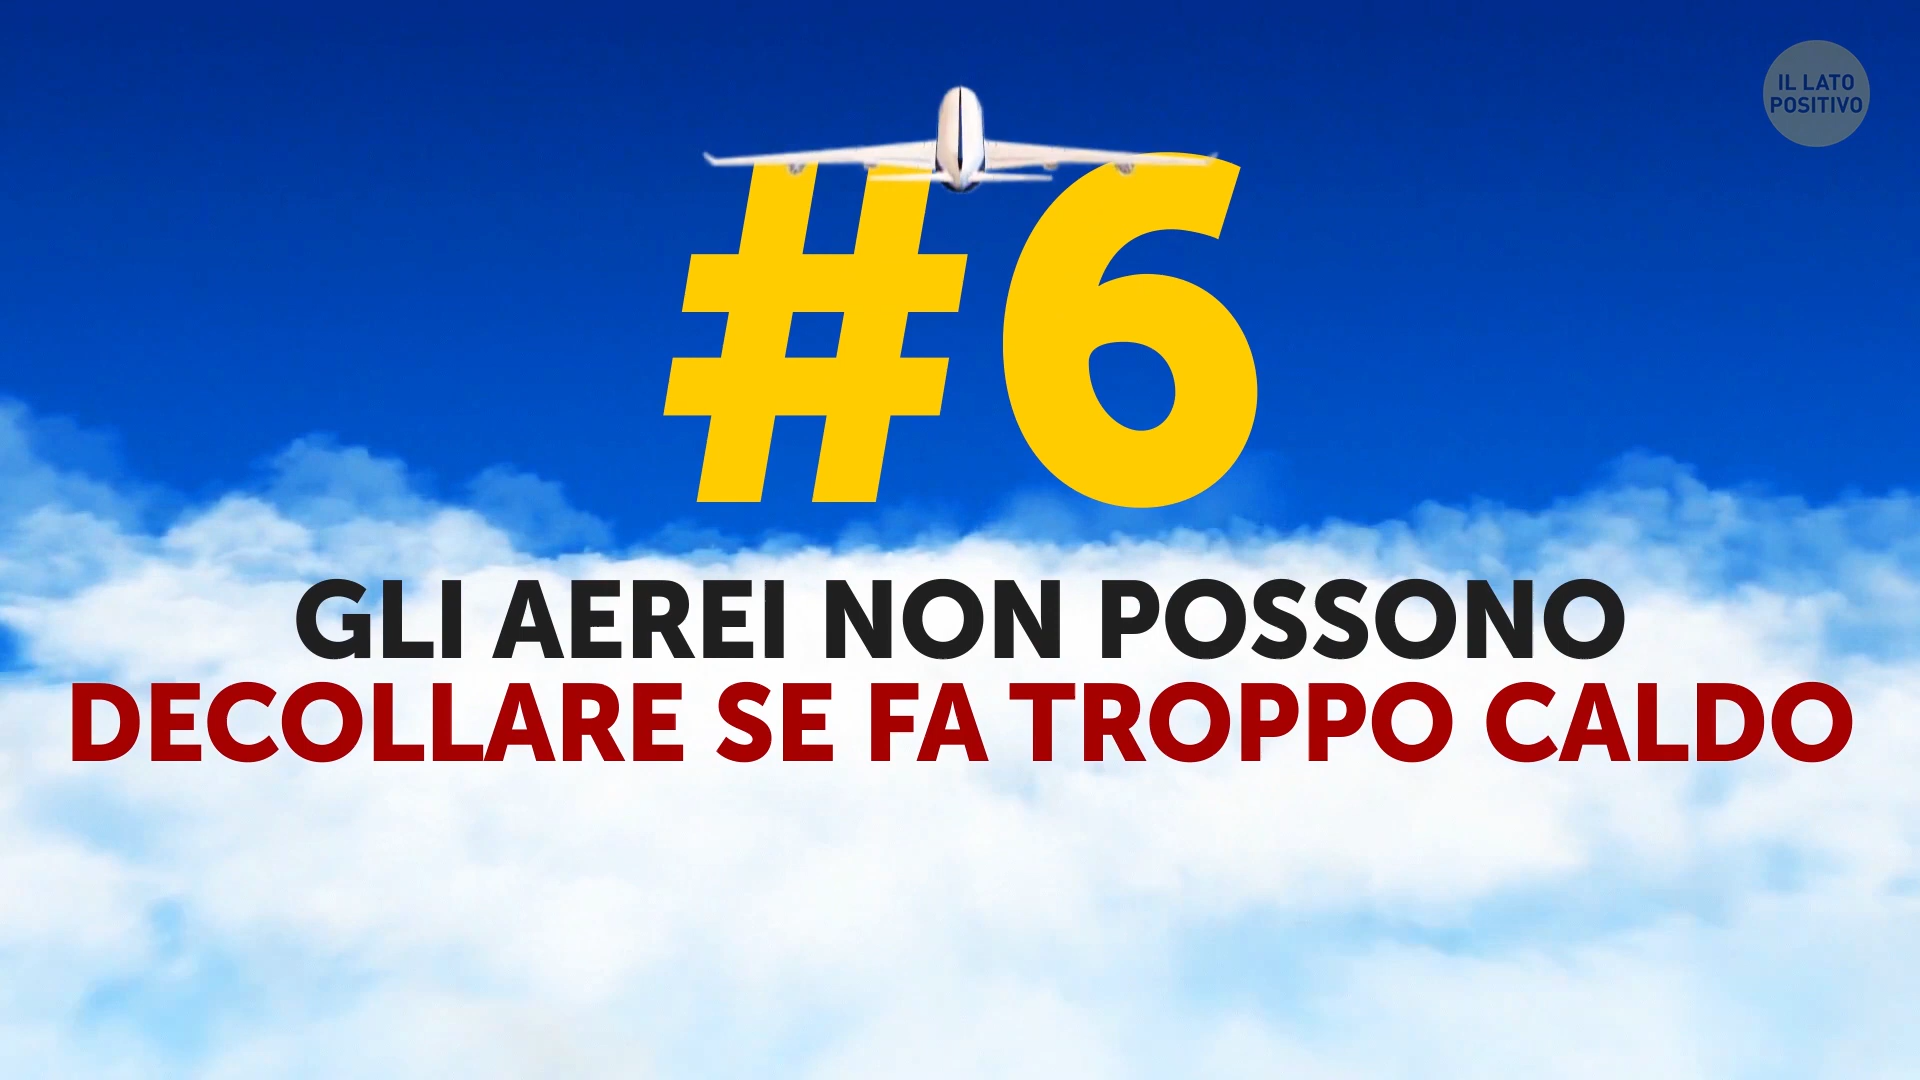 IL LATO
POSITIVO
#6
GLI AEREI NON POSSONO
DECOLLARE SE FA TROPPO CALDO